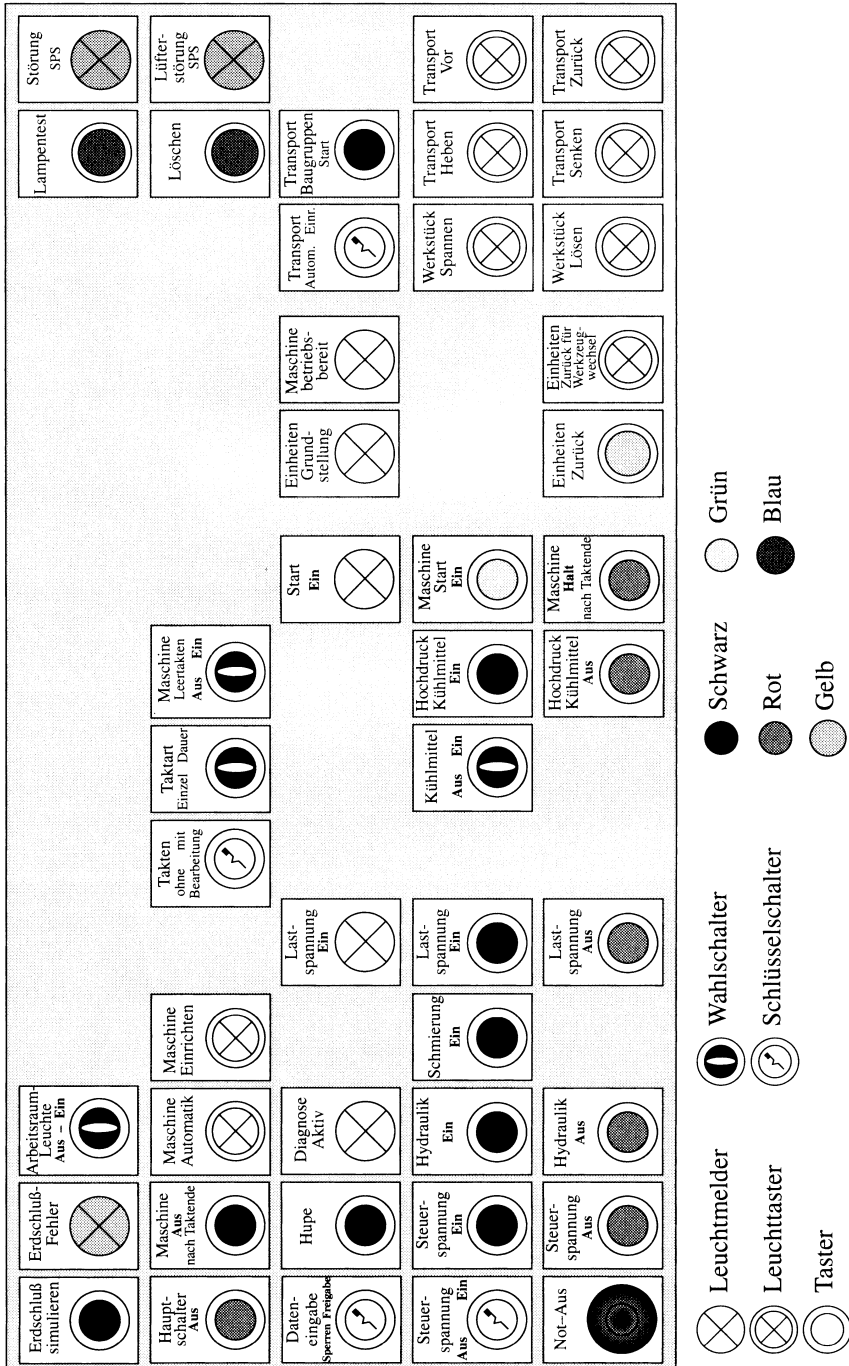 Erdschluß
simulieren
Erdschluß-
Fehler
Arbeitsraum-
Leuchte
Aus – Ein
Lampentest
Störung
SPS
Haupt-
schalter
Aus
Maschine
Aus
nach Taktende
Maschine
Automatik
Maschine
Einrichten
Takten
ohne mit
Bearbeitung
Taktart
Einzel Dauer
Maschine
Leertakten
Aus Ein
Löschen
Lüfter-
störung
SPS
Daten-
eingabe
Sperren Freigabe
Hupe
Diagnose
Aktiv
Last-
spannung
Ein
Start
Ein
Einheiten
Grund-
stellung
Maschine
betriebs-
bereit
Transport
Autom. Einr.
Transport
Baugruppen
Start
Steuer-
spannung
Aus Ein
Steuer-
spannung
Ein
Hydraulik
Ein
Schmierung
Ein
Last-
spannung
Ein
Kühlmittel
Aus Ein
Hochdruck
Kühlmittel
Ein
Maschine
Start
Ein
Werkstück
Spannen
Transport
Heben
Transport
Vor
Not–Aus
Steuer-
spannung
Aus
Hydraulik
Aus
Last-
spannung
Aus
Hochdruck
Kühlmittel
Aus
Maschine
Halt
nach Taktende
Einheiten
Zurück
Einheiten
Zurück für
Werkzeug-
wechsel
Werkstück
Lösen
Transport
Senken
Transport
Zurück
Leuchtmelder
Wahlschalter
Schwarz
Grün
Leuchttaster
Schlüsselschalter
Rot
Blau
Taster
Gelb